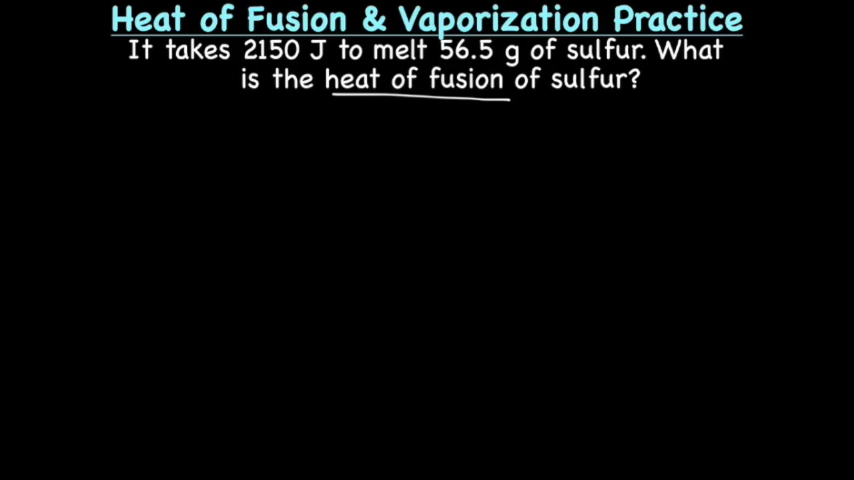 Heat of Fusion & Vaporization Practice
It takes 2150 J to melt 56.5 g of sulfur. What
is the heat of fusion of sulfur?